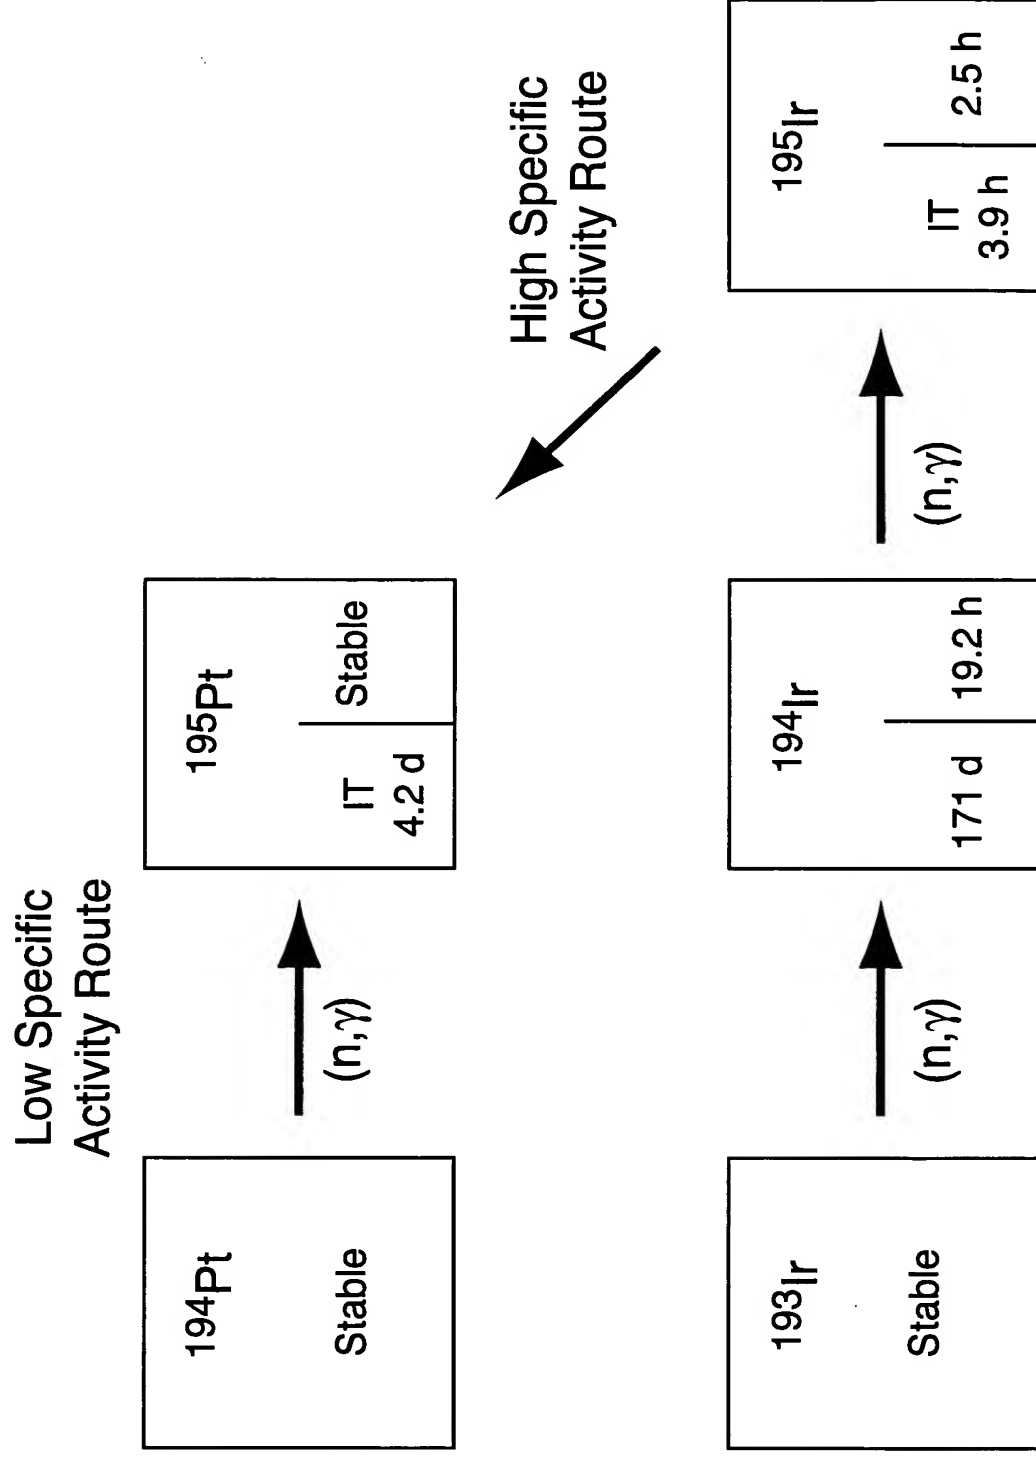 Low Specific
Activity Route
194Pt
Stable
(n,γ)
195Pt
IT
4.2 d
Stable
High Specific
Activity Route
193Ir
Stable
(n,γ)
194Ir
171 d
19.2 h
(n,γ)
195Ir
IT
3.9 h
2.5 h